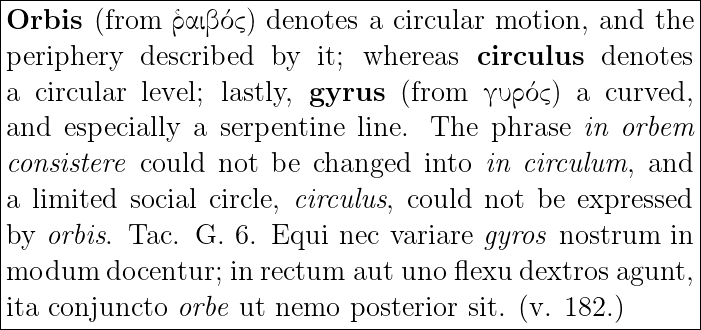 Orbis (from ῥαιβός) denotes a circular motion, and the
periphery described by it; whereas circulus denotes
a circular level; lastly, gyrus (from γυρός) a curved,
and especially a serpentine line. The phrase in orbem
consistere could not be changed into in circulum, and
a limited social circle, circulus, could not be expressed
by orbis. Tac. G. 6. Equi nec variare gyros nostrum in
modum docentur; in rectum aut uno flexu dextros agunt,
ita conjuncto orbe ut nemo posterior sit. (v. 182.)